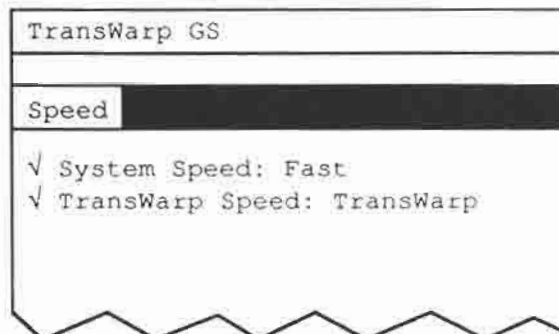 TransWarp GS
Speed
√ System Speed: Fast
√ TransWarp Speed: TransWarp